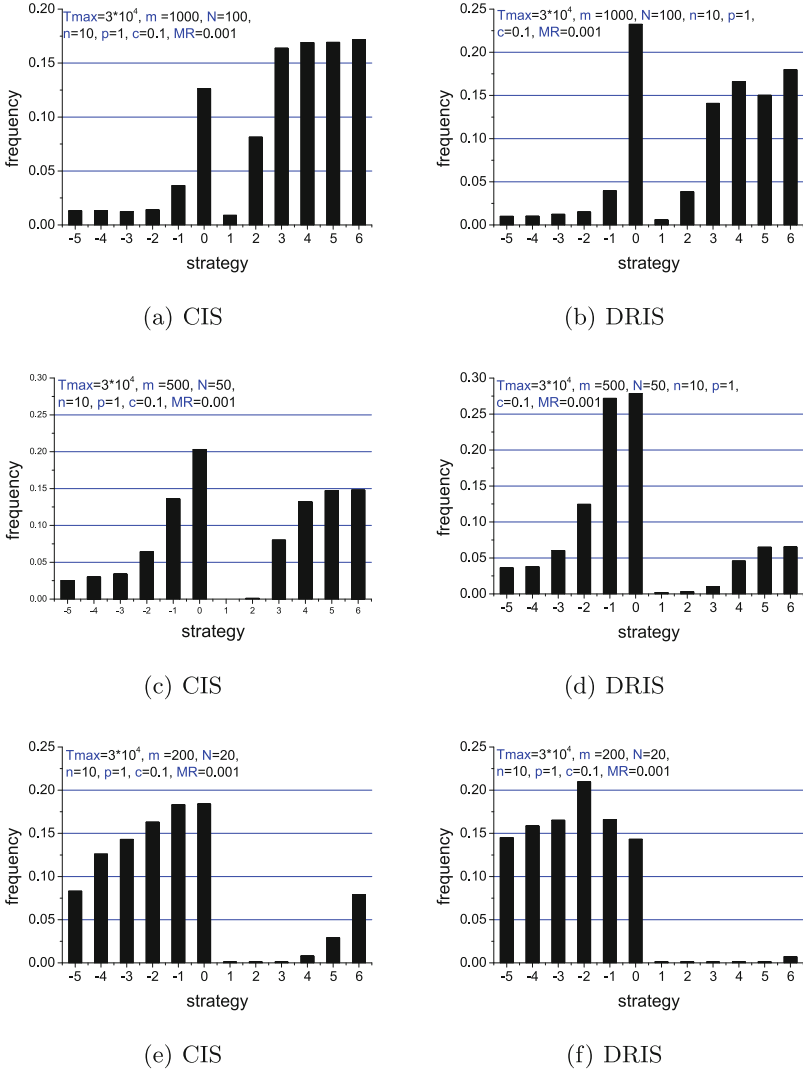 Tmax=3*10⁴, m =1000, N=100,
n=10, p=1, c=0.1, MR=0.001
0.20
0.15
0.10
0.05
0.00
frequency
-5 -4 -3 -2 -1 0 1 2 3 4 5 6
strategy
(a) CIS
Tmax=3*10⁴, m =1000, N=100, n=10, p=1,
c=0.1, MR=0.001
0.25
0.20
0.15
0.10
0.05
0.00
frequency
-5 -4 -3 -2 -1 0 1 2 3 4 5 6
strategy
(b) DRIS
Tmax=3*10⁴, m =500, N=50,
n=10, p=1, c=0.1, MR=0.001
0.30
0.25
0.20
0.15
0.10
0.05
0.00
frequency
-5 -4 -3 -2 -1 0 1 2 3 4 5 6
strategy
(c) CIS
Tmax=3*10⁴, m =500, N=50, n=10, p=1,
c=0.1, MR=0.001
0.30
0.25
0.20
0.15
0.10
0.05
0.00
frequency
-5 -4 -3 -2 -1 0 1 2 3 4 5 6
strategy
(d) DRIS
Tmax=3*10⁴, m =200, N=20,
n=10, p=1, c=0.1, MR=0.001
0.25
0.20
0.15
0.10
0.05
0.00
frequency
-5 -4 -3 -2 -1 0 1 2 3 4 5 6
strategy
(e) CIS
Tmax=3*10⁴, m =200, N=20,
n=10, p=1, c=0.1, MR=0.001
0.25
0.20
0.15
0.10
0.05
0.00
frequency
-5 -4 -3 -2 -1 0 1 2 3 4 5 6
strategy
(f) DRIS